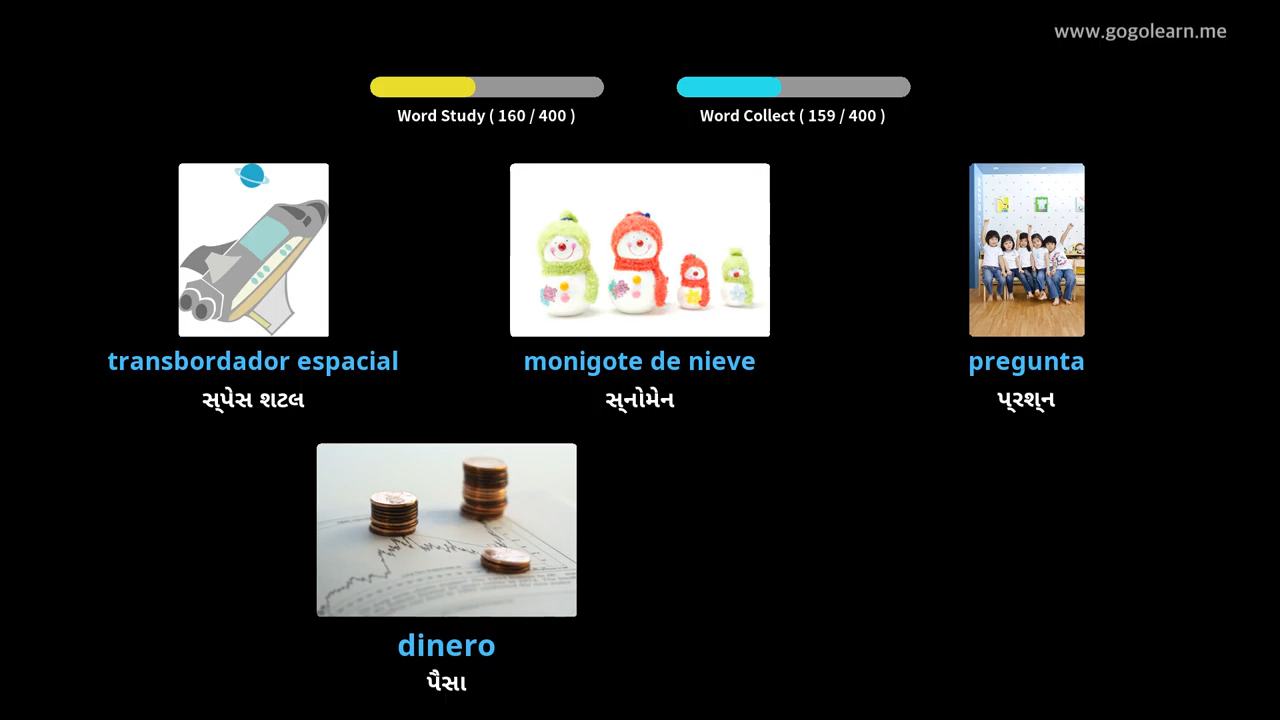 www.gogolearn.me
Word Study ( 160 / 400 )
Word Collect ( 159 / 400 )
transbordador espacial
સ્પેસ શટલ
monigote de nieve
સ્નોમેન
pregunta
પ્રશ્ન
dinero
પૈસા